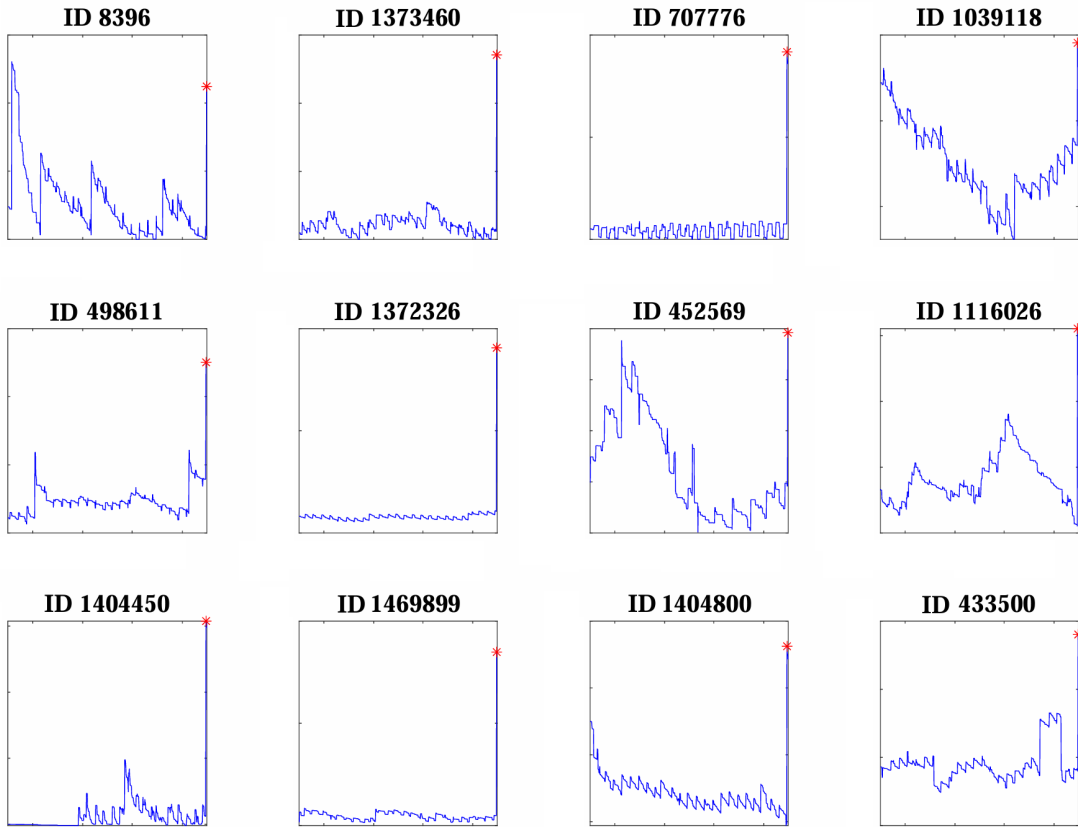 ID 8396
ID 1373460
ID 707776
ID 1039118
ID 498611
ID 1372326
ID 452569
ID 1116026
ID 1404450
ID 1469899
ID 1404800
ID 433500